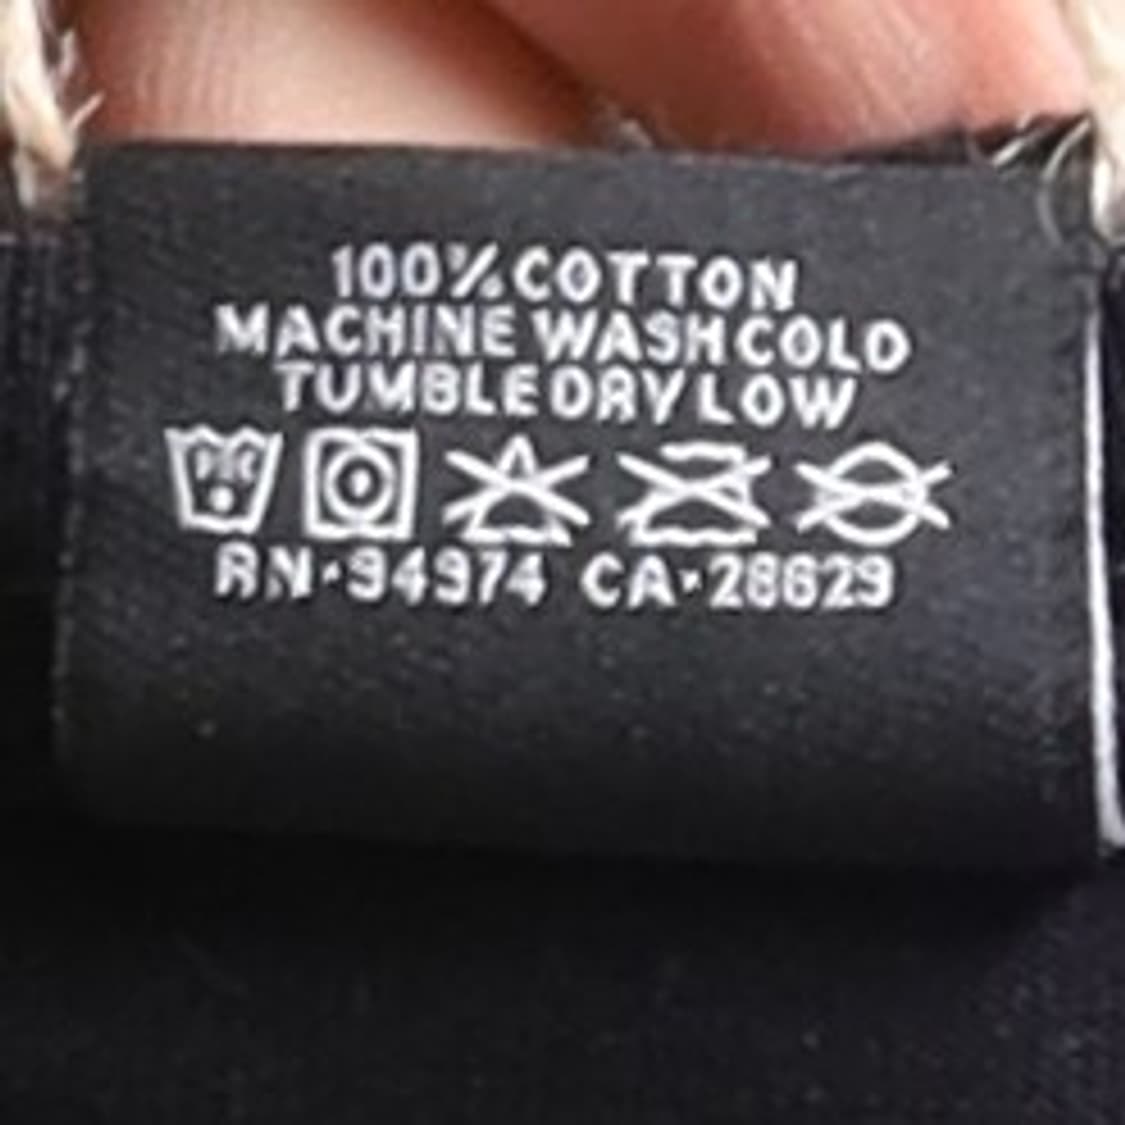 100% COTTON
MACHINE WASH COLD
TUMBLE DRY LOW
RN·94974 CA·28629